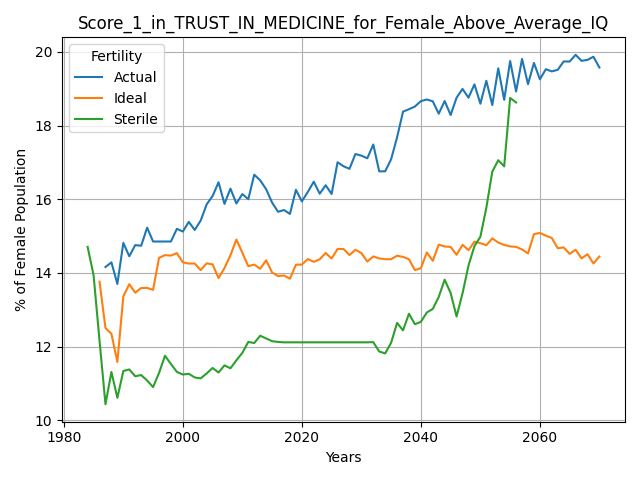 Score_1_in_TRUST_IN_MEDICINE_for_Female_Above_Average_IQ
Fertility
Actual
Ideal
Sterile
% of Female Population
20
18
16
14
12
10
1980
2000
2020
2040
2060
Years